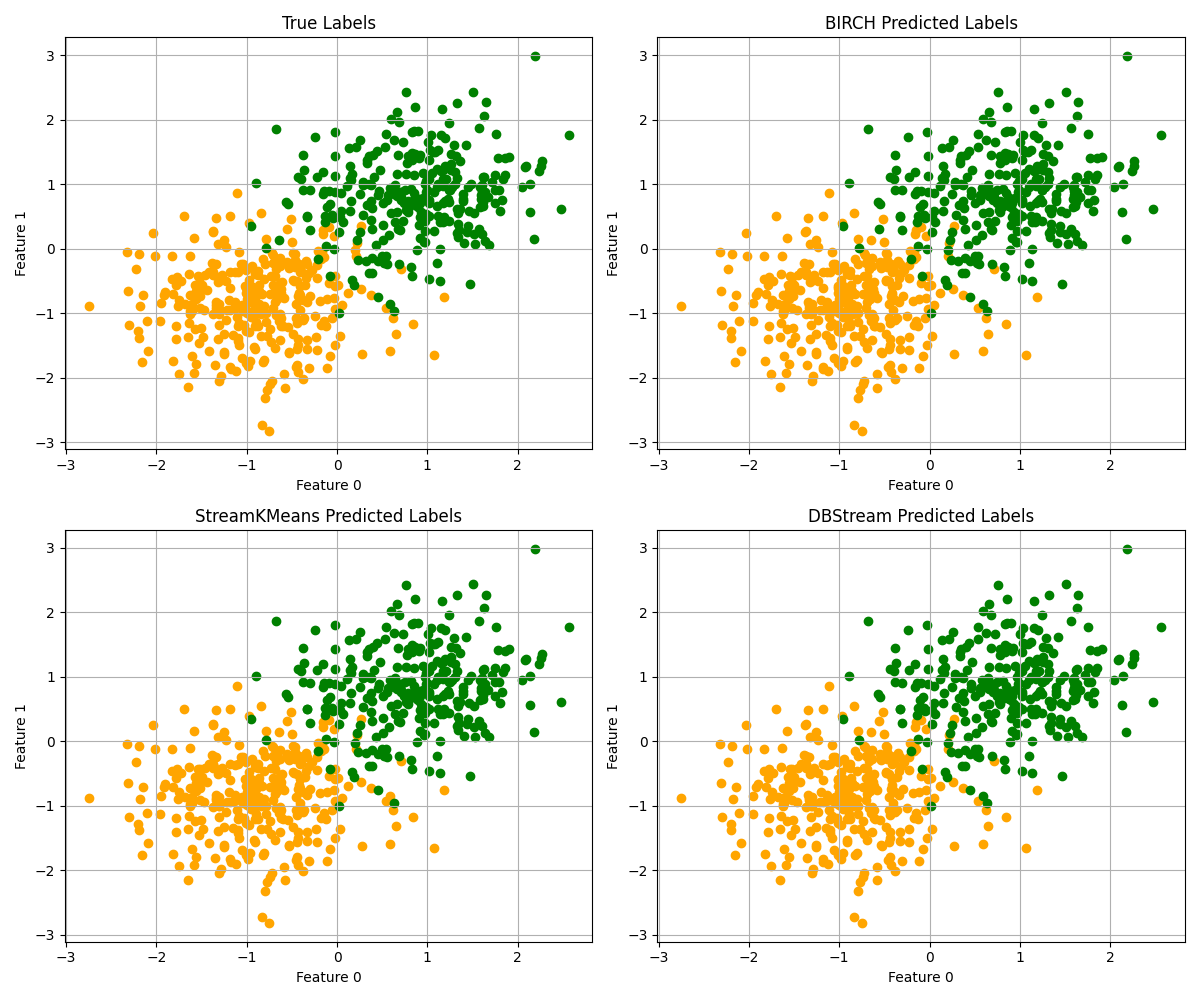 True Labels
BIRCH Predicted Labels
3
2
1
0
−1
−2
−3
Feature 1
−3 −2 −1 0 1 2
Feature 0
3
2
1
0
−1
−2
−3
Feature 1
−3 −2 −1 0 1 2
Feature 0
StreamKMeans Predicted Labels
DBStream Predicted Labels
3
2
1
0
−1
−2
−3
Feature 1
−3 −2 −1 0 1 2
Feature 0
3
2
1
0
−1
−2
−3
Feature 1
−3 −2 −1 0 1 2
Feature 0